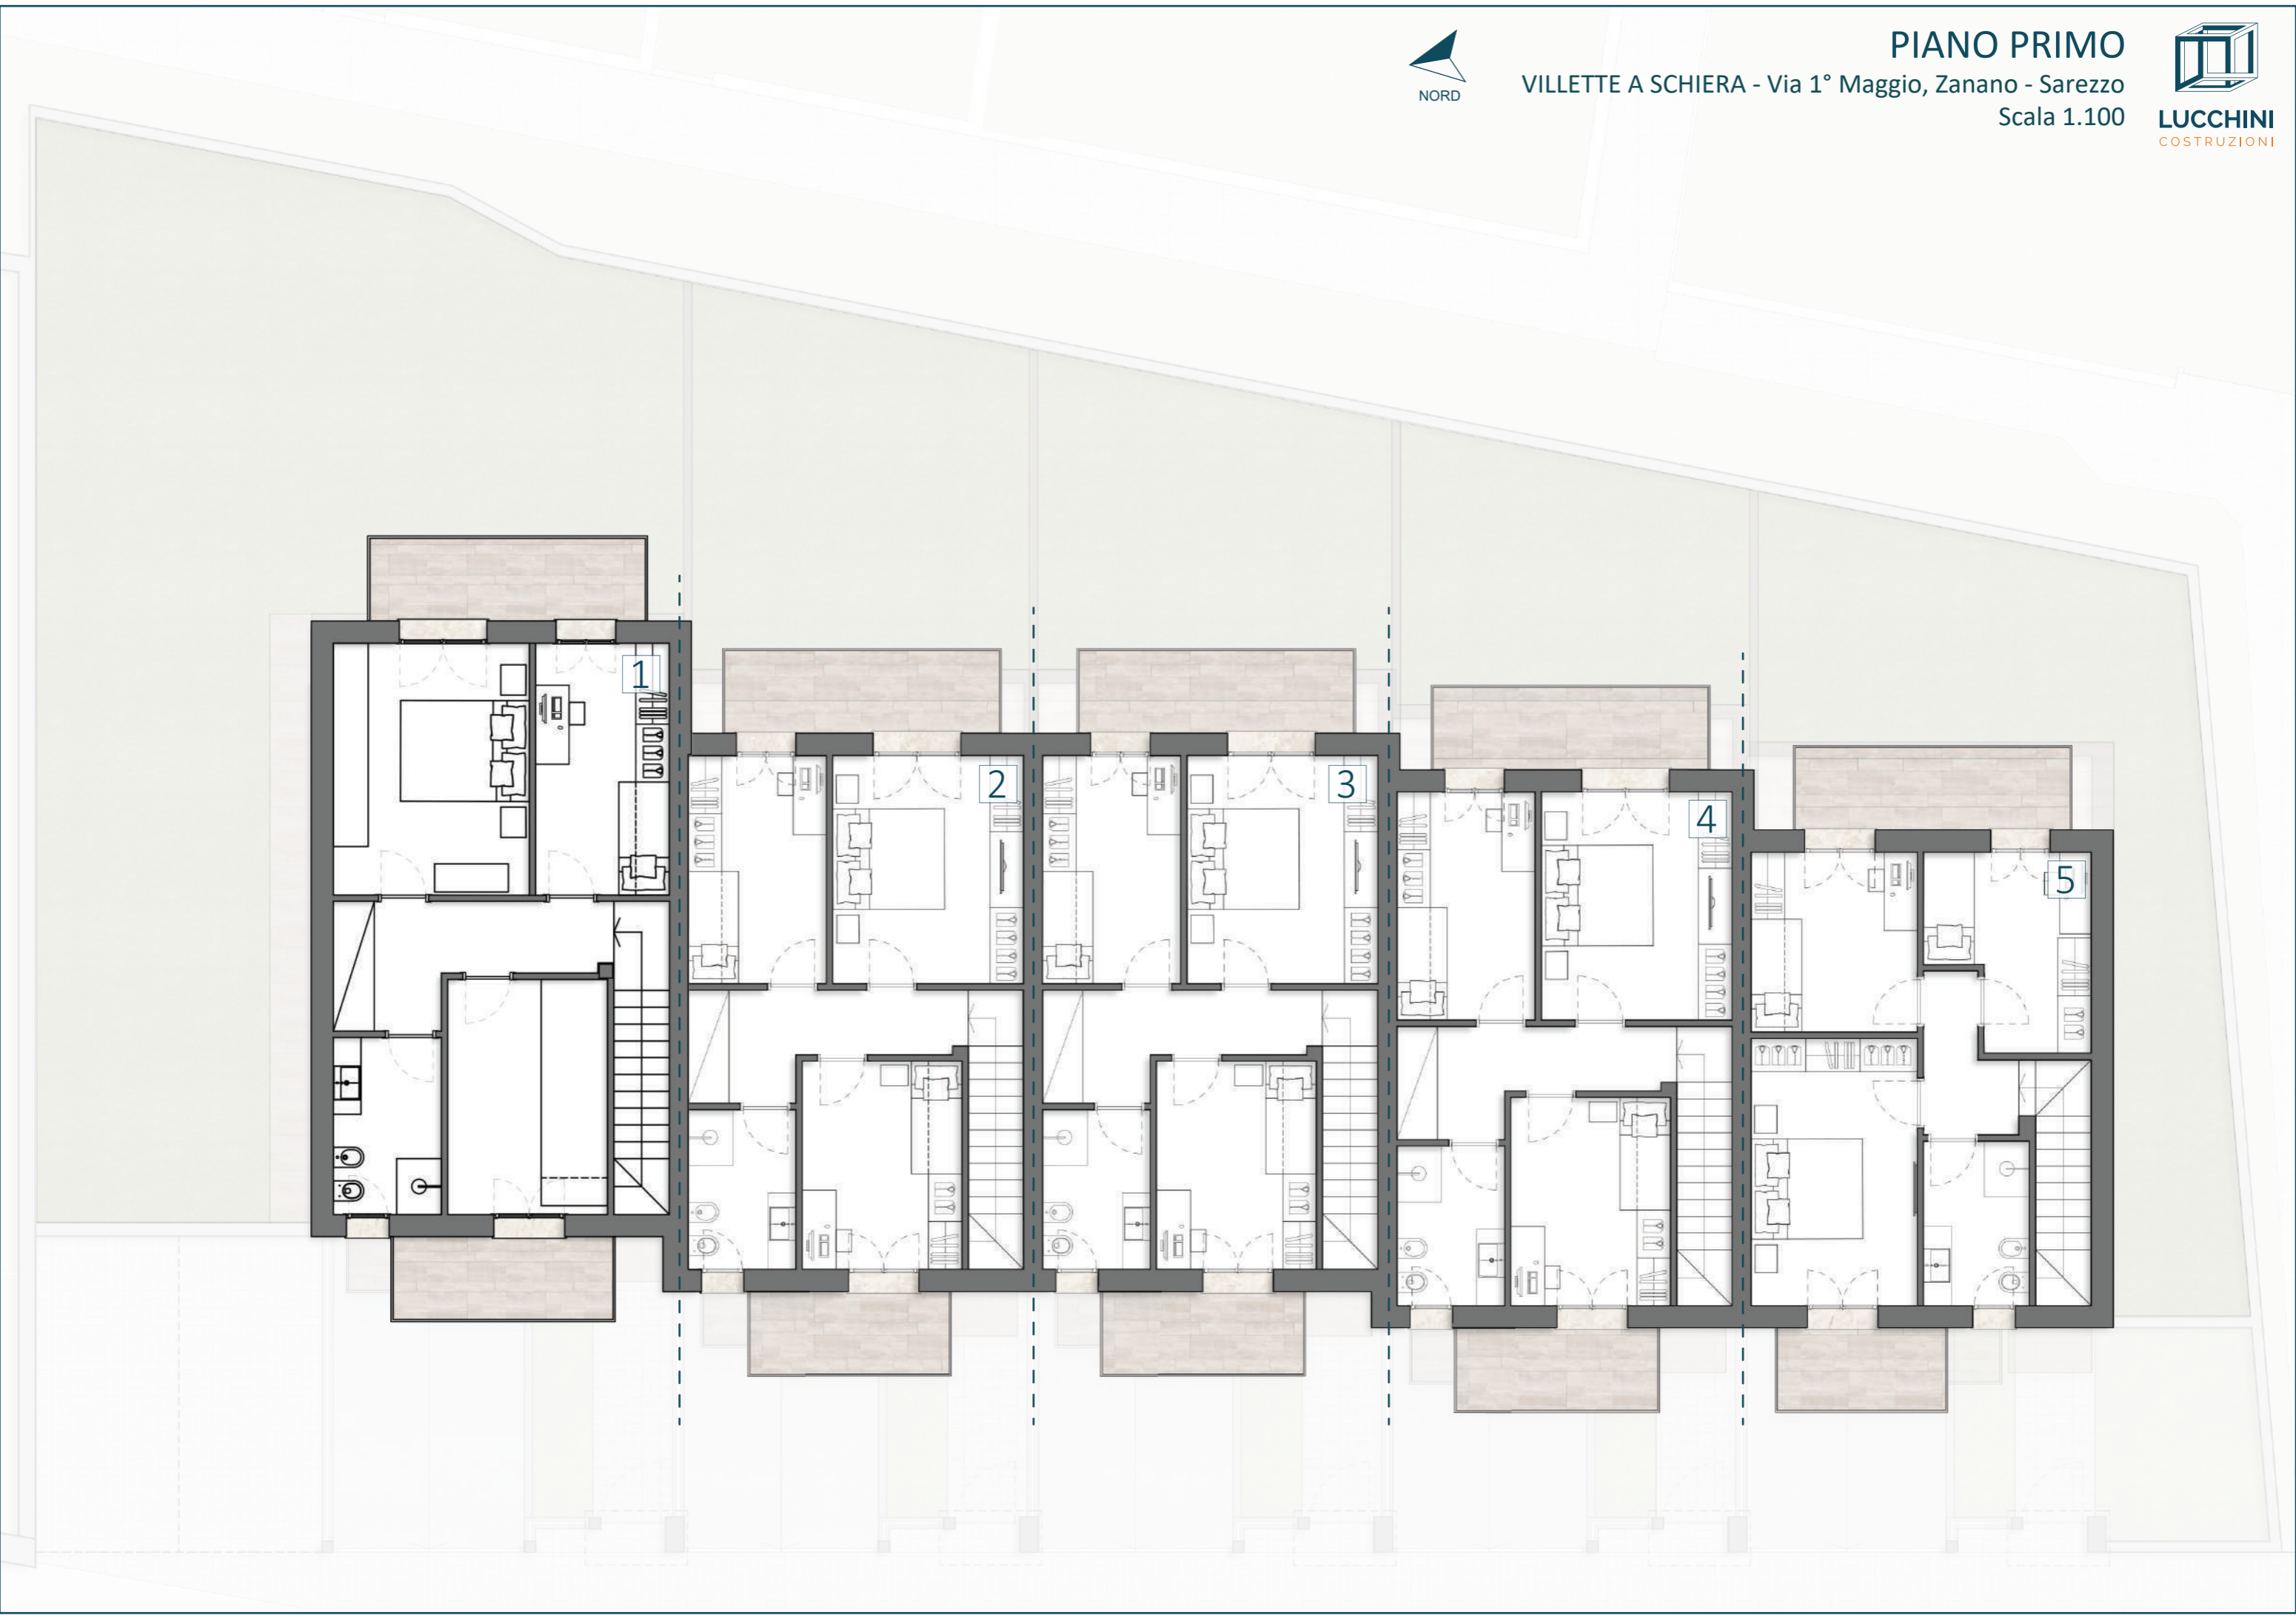 PIANO PRIMO
VILLETTE A SCHIERA - Via 1° Maggio, Zanano - Sarezzo
Scala 1.100
NORD
LUCCHINI
COSTRUZIONI
1
2
3
4
5